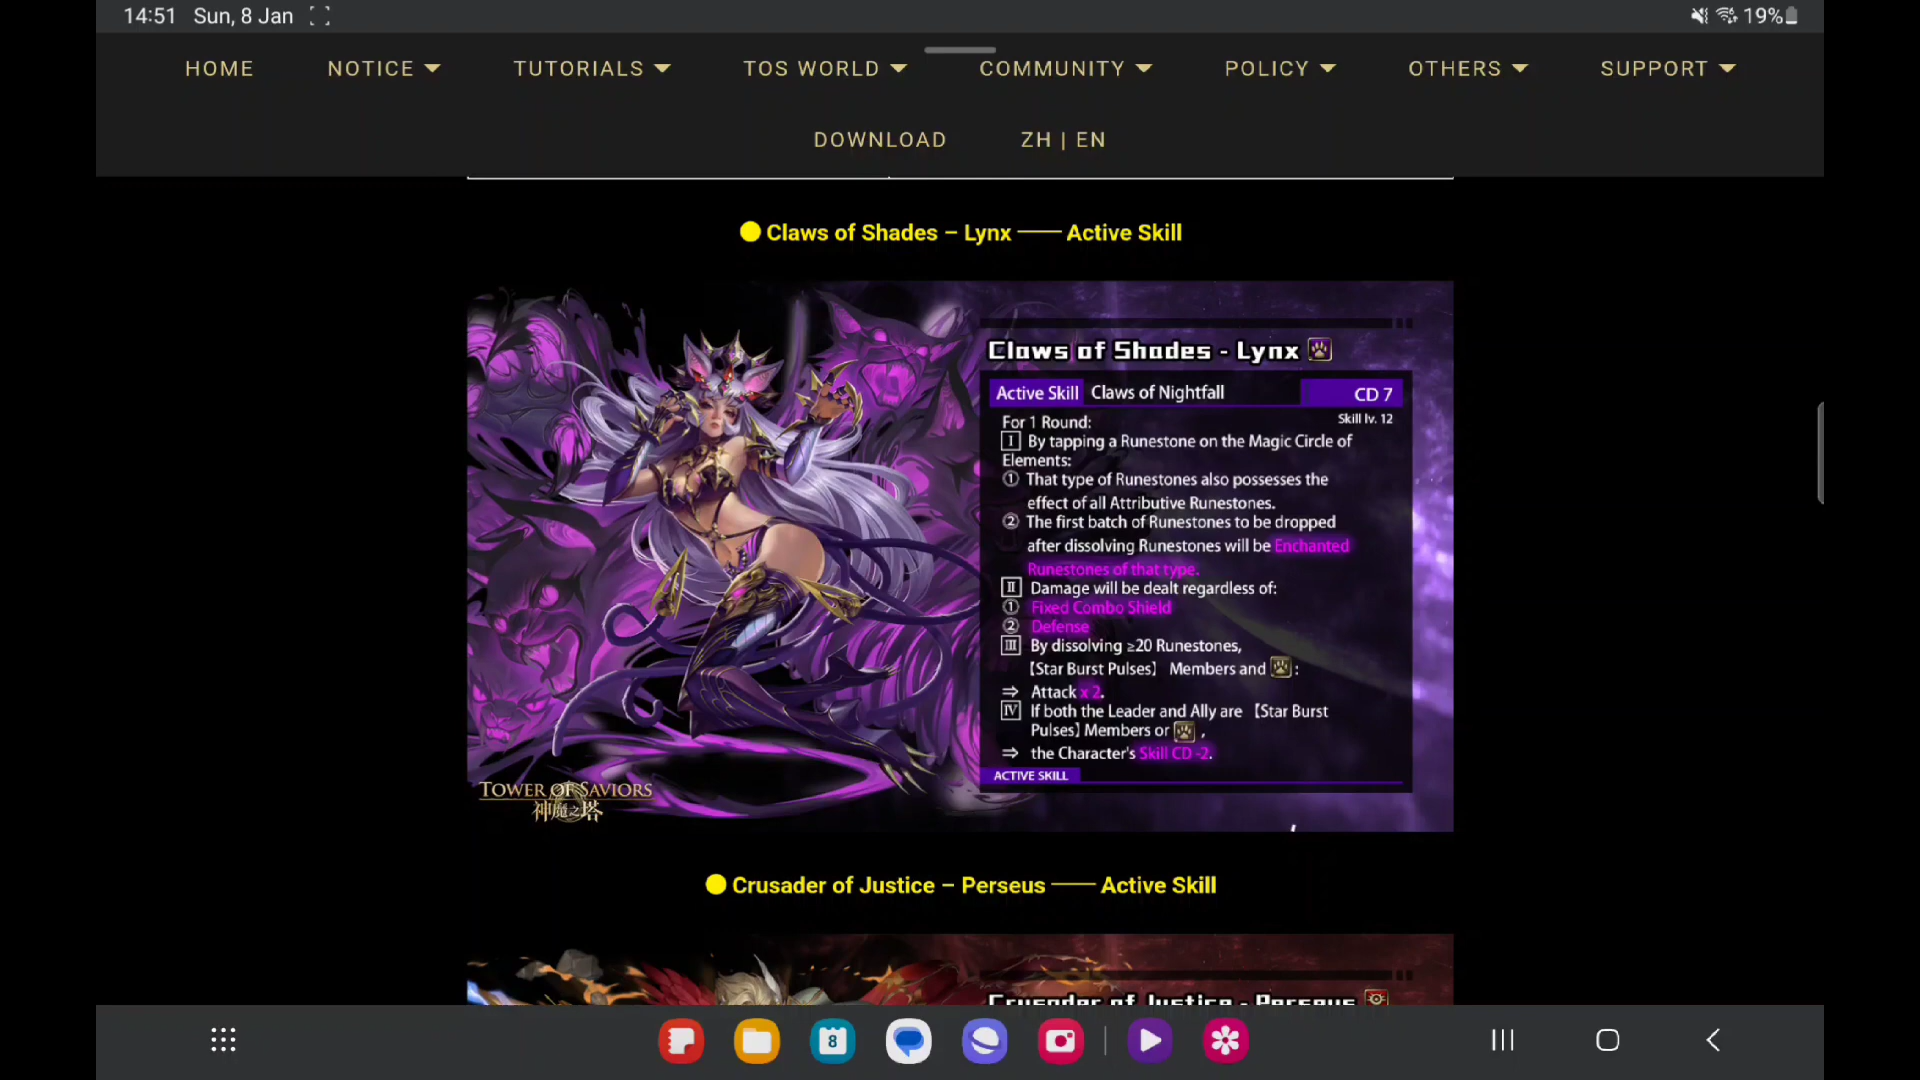 14:51 Sun, 8 Jan
19%
HOME NOTICE TUTORIALS TOS WORLD COMMUNITY POLICY OTHERS SUPPORT
DOWNLOAD ZH | EN
Claws of Shades – Lynx —— Active Skill
Claws of Shades - Lynx
Active Skill Claws of Nightfall CD 7
For 1 Round: Skill lv. 12
I By tapping a Runestone on the Magic Circle of
Elements:
① That type of Runestones also possesses the
effect of all Attributive Runestones.
② The first batch of Runestones to be dropped
after dissolving Runestones will be Enchanted
Runestones of that type.
II Damage will be dealt regardless of:
① Fixed Combo Shield
② Defense
III By dissolving ≥20 Runestones,
【Star Burst Pulses】 Members and :
⇒ Attack x 2.
IV If both the Leader and Ally are 【Star Burst
Pulses】Members or ,
⇒ the Character's Skill CD -2.
ACTIVE SKILL
TOWER OF SAVIORS
神魔之塔
Crusader of Justice – Perseus —— Active Skill
Crusader of Justice - Perseus
8